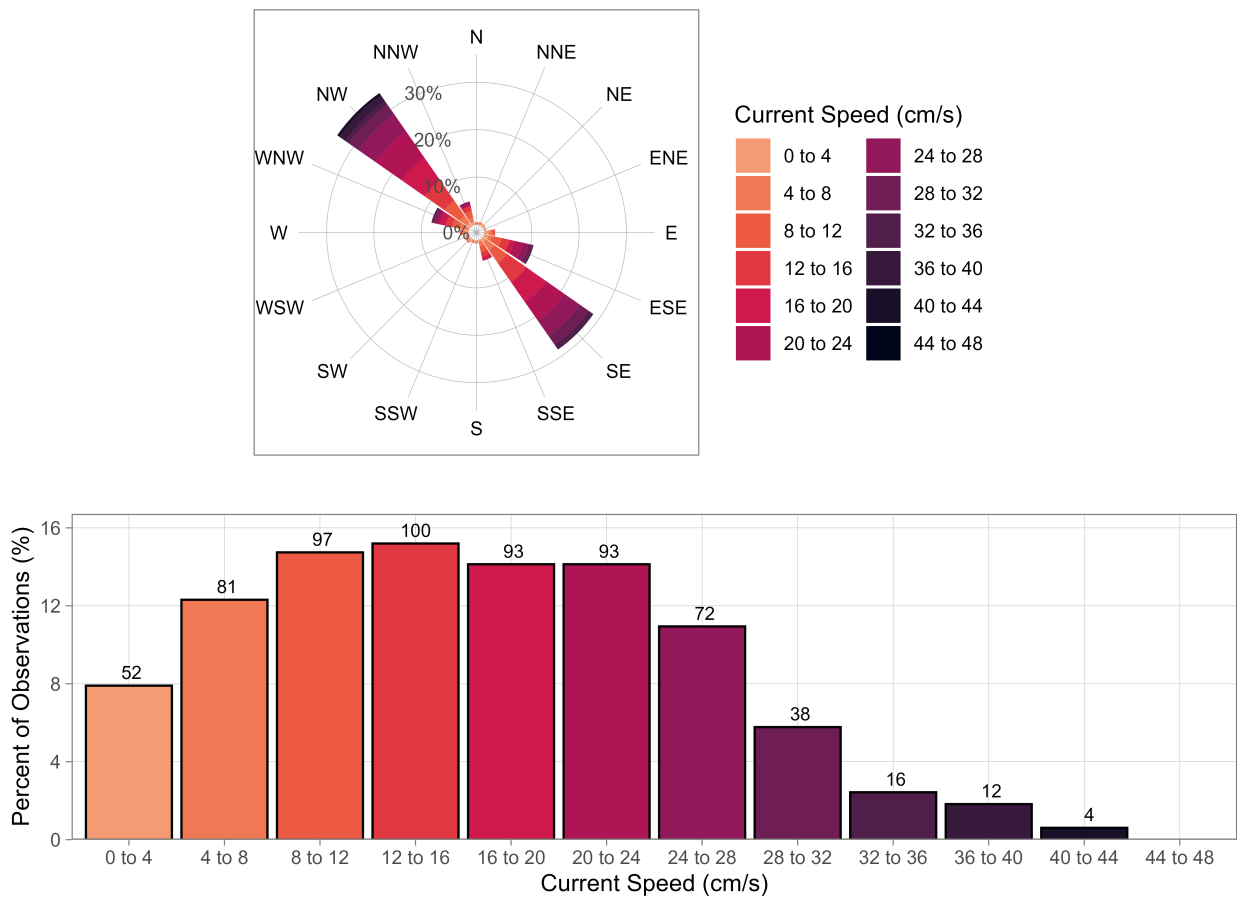 N
NNW
NNE
30%
NW
NE
20%
WNW
ENE
10%
W
0%
E
WSW
ESE
SW
SE
SSW
SSE
S
Current Speed (cm/s)
0 to 4
24 to 28
4 to 8
28 to 32
8 to 12
32 to 36
12 to 16
36 to 40
16 to 20
40 to 44
20 to 24
44 to 48
Percent of Observations (%)
16
12
8
4
0
52
81
97
100
93
93
72
38
16
12
4
0 to 4
4 to 8
8 to 12
12 to 16
16 to 20
20 to 24
24 to 28
28 to 32
32 to 36
36 to 40
40 to 44
44 to 48
Current Speed (cm/s)